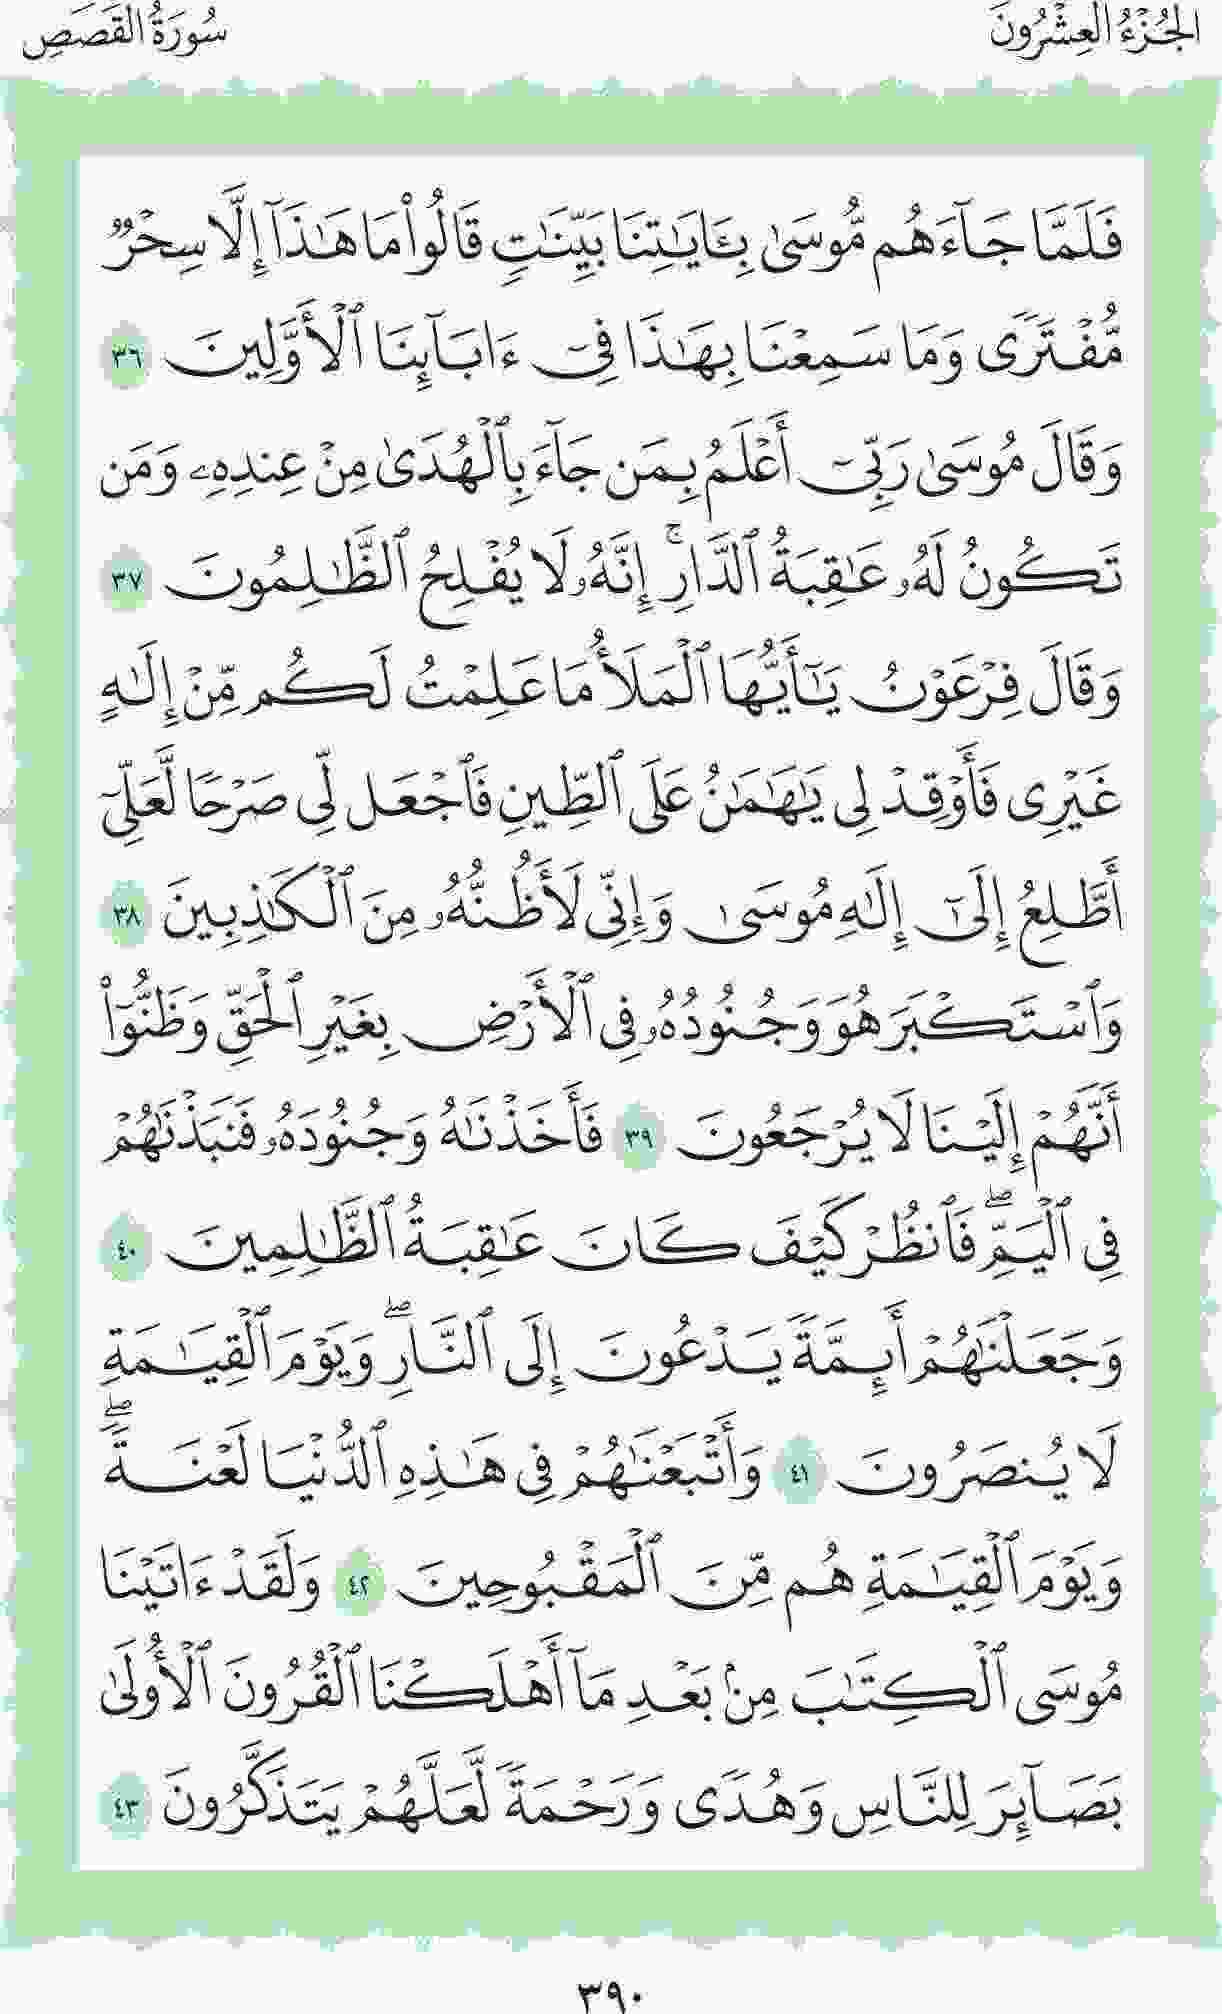 الجُزْءُ العِشْرُونَ
سُورَةُ القَصَصِ
فَلَمَّا جَآءَهُم مُّوسَىٰ بِـَٔايَـٰتِنَا بَيِّنَـٰتٍ قَالُوا۟ مَا هَـٰذَآ إِلَّا سِحْرٌ
مُّفْتَرًى وَمَا سَمِعْنَا بِهَـٰذَا فِىٓ ءَابَآئِنَا ٱلْأَوَّلِينَ ٣٦
وَقَالَ مُوسَىٰ رَبِّىٓ أَعْلَمُ بِمَن جَآءَ بِٱلْهُدَىٰ مِنْ عِندِهِۦ وَمَن
تَكُونُ لَهُۥ عَـٰقِبَةُ ٱلدَّارِ ۚ إِنَّهُۥ لَا يُفْلِحُ ٱلظَّـٰلِمُونَ ٣٧
وَقَالَ فِرْعَوْنُ يَـٰٓأَيُّهَا ٱلْمَلَأُ مَا عَلِمْتُ لَكُم مِّنْ إِلَـٰهٍ
غَيْرِى فَأَوْقِدْ لِى يَـٰهَـٰمَـٰنُ عَلَى ٱلطِّينِ فَٱجْعَل لِّى صَرْحًا لَّعَلِّىٓ
أَطَّلِعُ إِلَىٰٓ إِلَـٰهِ مُوسَىٰ وَإِنِّى لَأَظُنُّهُۥ مِنَ ٱلْكَـٰذِبِينَ ٣٨
وَٱسْتَكْبَرَ هُوَ وَجُنُودُهُۥ فِى ٱلْأَرْضِ بِغَيْرِ ٱلْحَقِّ وَظَنُّوٓا۟
أَنَّهُمْ إِلَيْنَا لَا يُرْجَعُونَ ٣٩ فَأَخَذْنَـٰهُ وَجُنُودَهُۥ فَنَبَذْنَـٰهُمْ
فِى ٱلْيَمِّ ۖ فَٱنظُرْ كَيْفَ كَانَ عَـٰقِبَةُ ٱلظَّـٰلِمِينَ ٤٠
وَجَعَلْنَـٰهُمْ أَئِمَّةً يَدْعُونَ إِلَى ٱلنَّارِ ۖ وَيَوْمَ ٱلْقِيَـٰمَةِ
لَا يُنصَرُونَ ٤١ وَأَتْبَعْنَـٰهُمْ فِى هَـٰذِهِ ٱلدُّنْيَا لَعْنَةً ۖ
وَيَوْمَ ٱلْقِيَـٰمَةِ هُم مِّنَ ٱلْمَقْبُوحِينَ ٤٢ وَلَقَدْ ءَاتَيْنَا
مُوسَى ٱلْكِتَـٰبَ مِنۢ بَعْدِ مَآ أَهْلَكْنَا ٱلْقُرُونَ ٱلْأُولَىٰ
بَصَآئِرَ لِلنَّاسِ وَهُدًى وَرَحْمَةً لَّعَلَّهُمْ يَتَذَكَّرُونَ ٤٣
٣٩٠